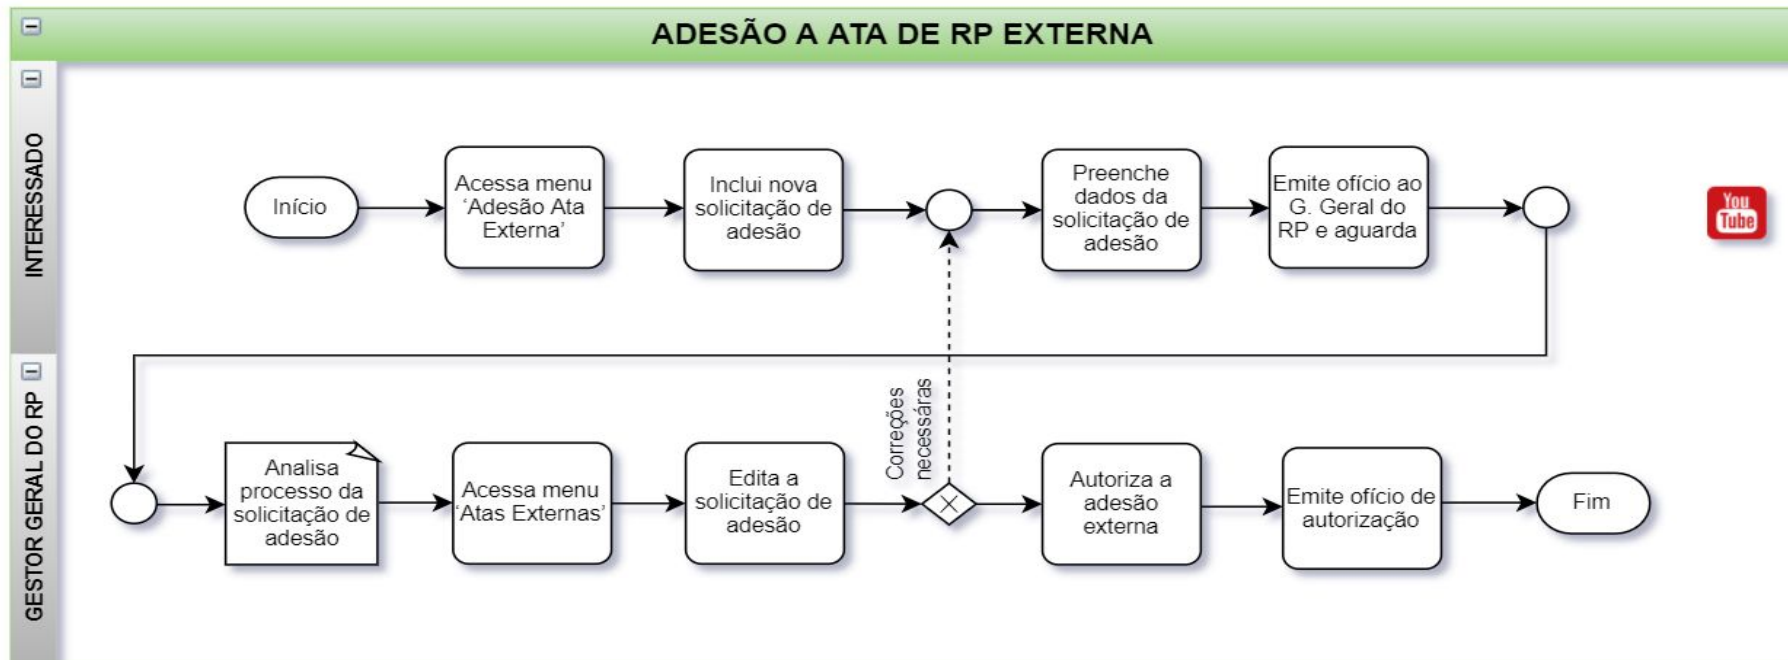 ADESÃO A ATA DE RP EXTERNA
INTERESSADO
Início
Acessa menu
‘Adesão Ata
Externa’
Inclui nova
solicitação de
adesão
Preenche
dados da
solicitação de
adesão
Emite ofício ao
G. Geral do
RP e aguarda
You
Tube
GESTOR GERAL DO RP
Analisa
processo da
solicitação de
adesão
Acessa menu
‘Atas Externas’
Edita a
solicitação de
adesão
Correções
necessáras
Autoriza a
adesão
externa
Emite ofício de
autorização
Fim